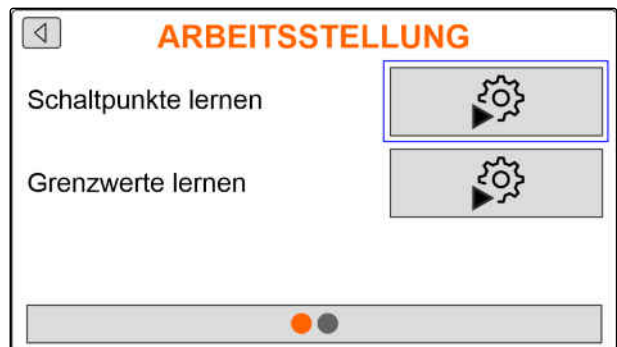 ARBEITSSTELLUNG
Schaltpunkte lernen
Grenzwerte lernen